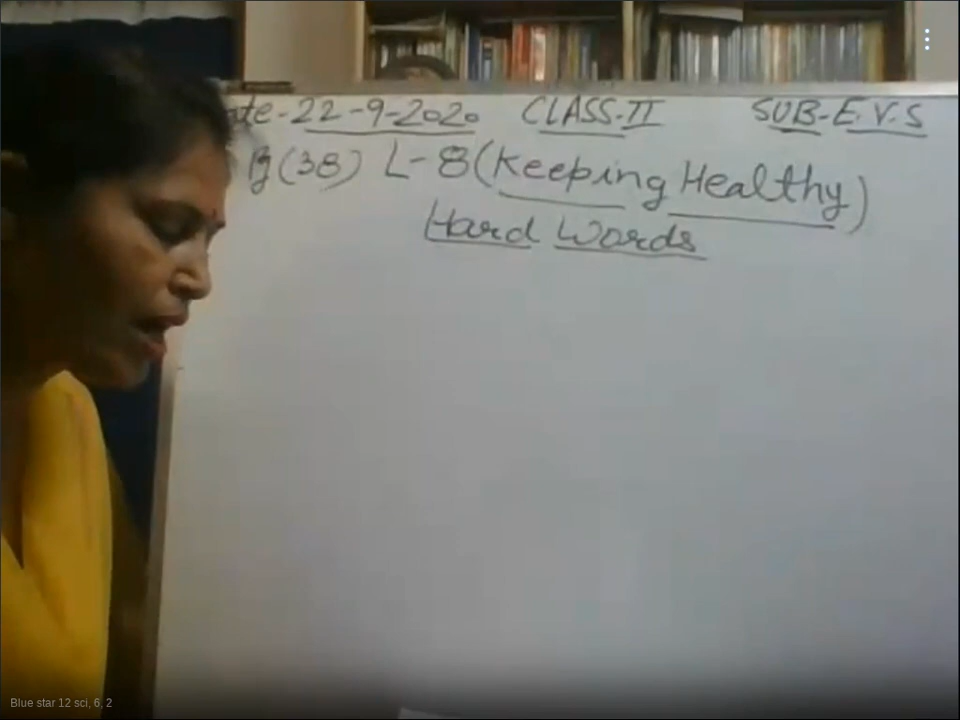 ate-22-9-2020 CLASS-II SUB-E.V.S
Pg (38) L-8 (Keeping Healthy)
Hard Words
Blue star 12 sci, 6, 2